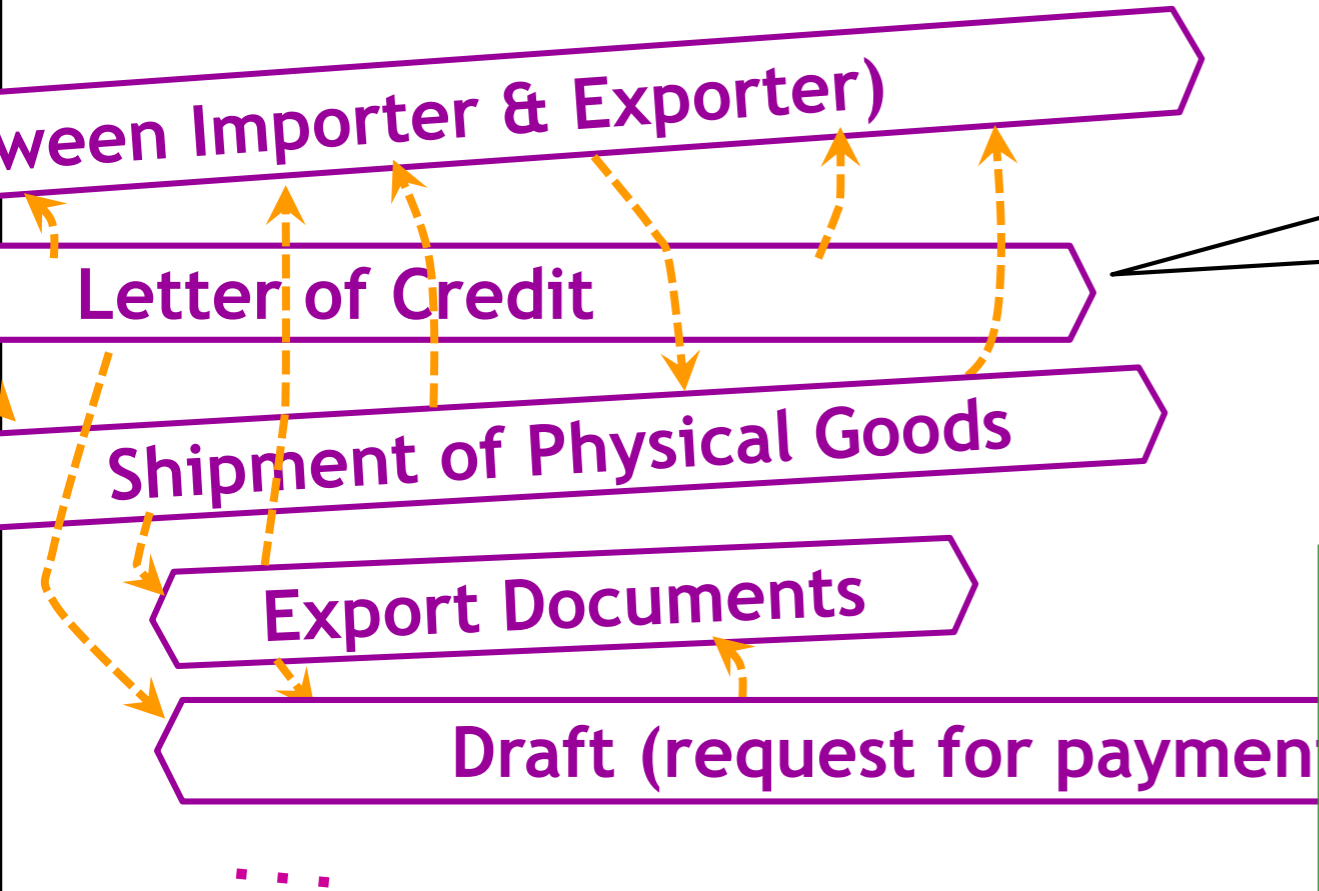 ween Importer & Exporter)
Letter of Credit
Shipment of Physical Goods
Export Documents
Draft (request for paymen
. . .